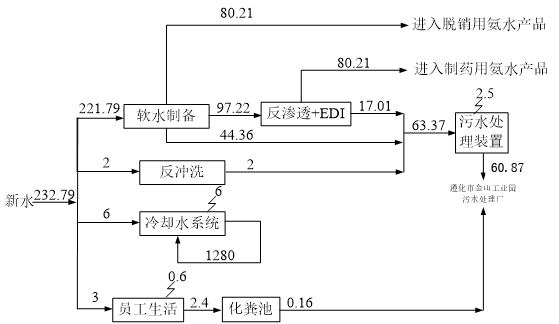 80.21
进入脱销用氨水产品
80.21
进入制药用氨水产品
221.79
软水制备
97.22
反渗透+EDI
17.01
2.5
44.36
63.37
污水处
理装置
2
反冲洗
2
60.87
新水
232.79
遵化市金山工业园
污水处理厂
6
6
冷却水系统
1280
0.6
3
员工生活
2.4
化粪池
0.16